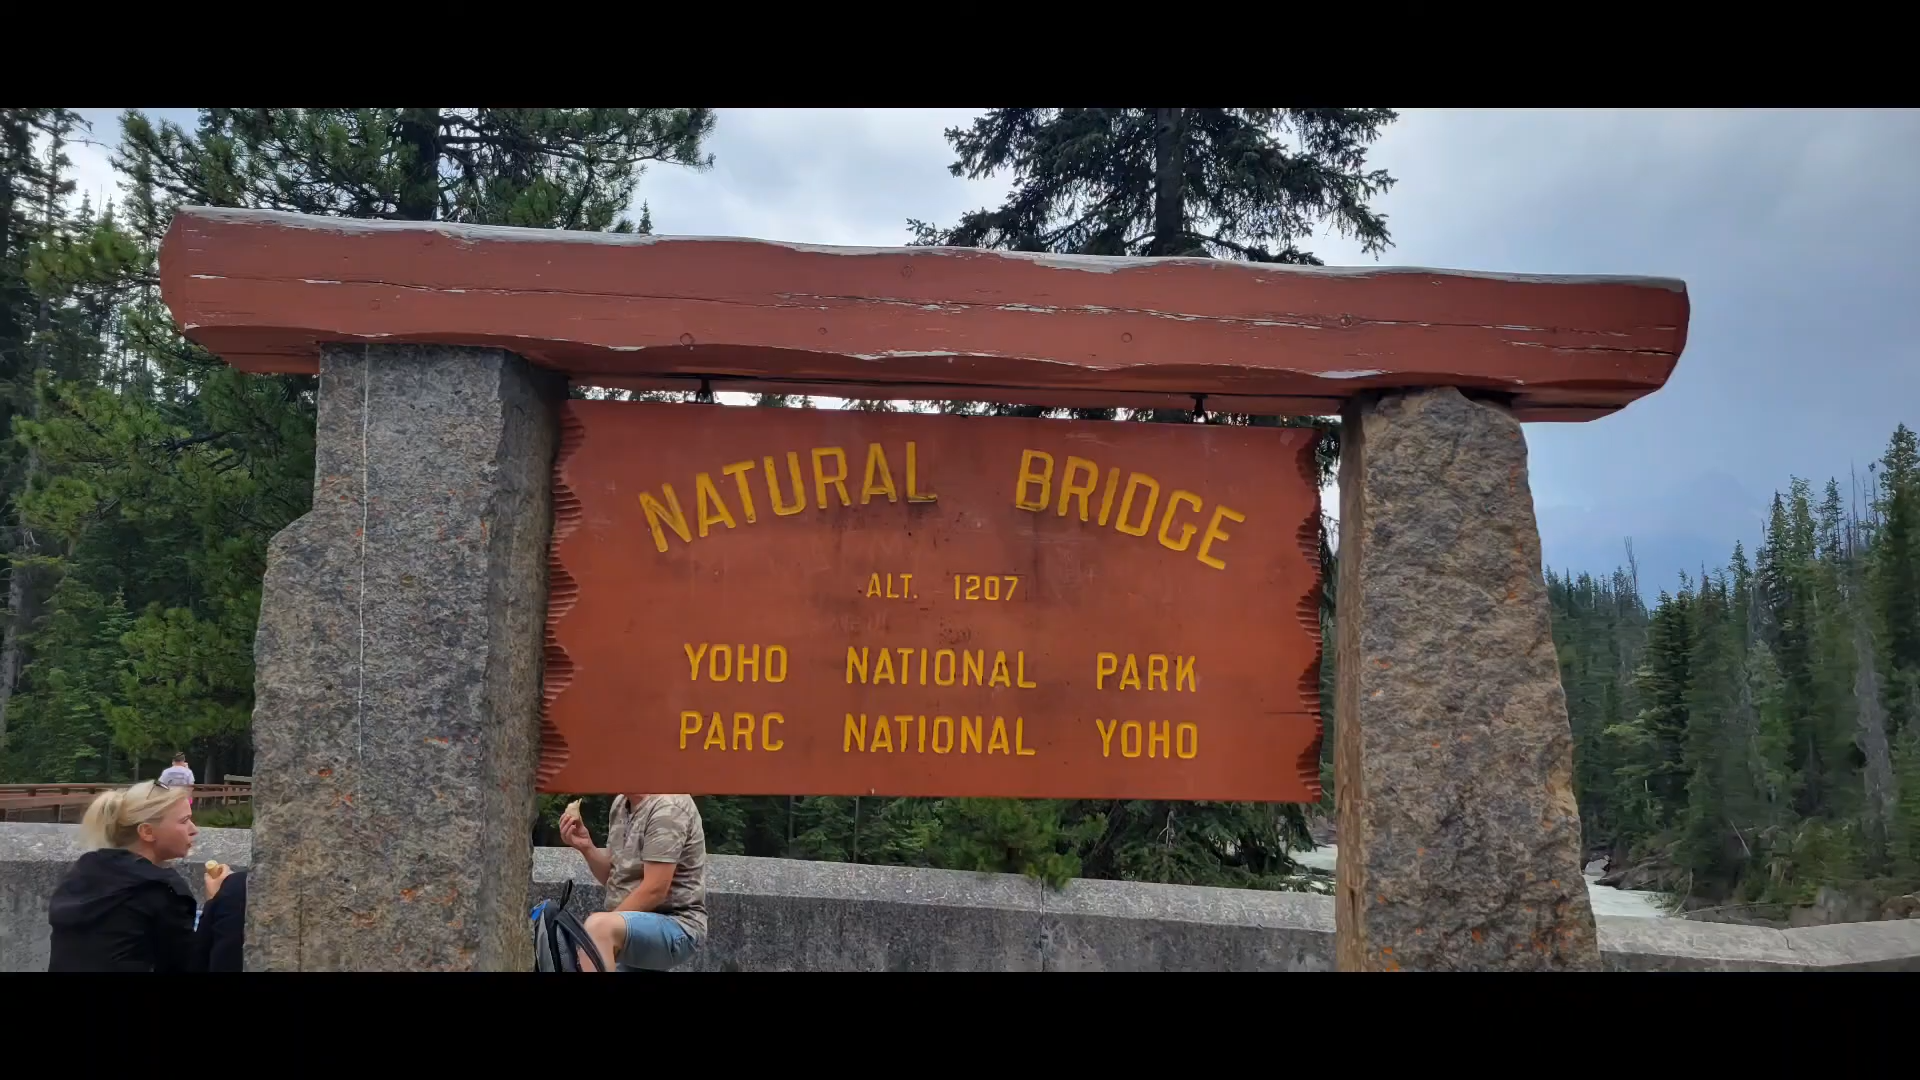 NATURAL BRIDGE
ALT. 1207
YOHO NATIONAL PARK
PARC NATIONAL YOHO